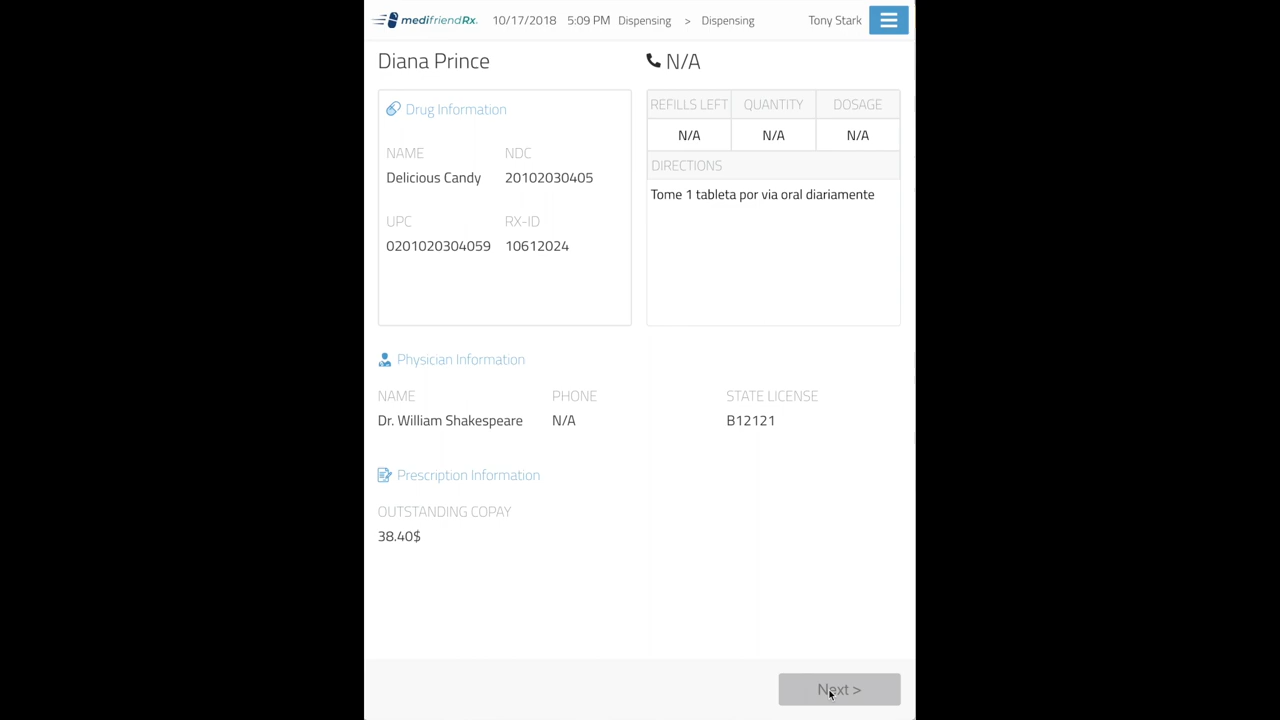 medifriendRx. 10/17/2018 5:09 PM Dispensing > Dispensing Tony Stark
Diana Prince
N/A
Drug Information
NAME NDC
Delicious Candy 20102030405
UPC RX-ID
0201020304059 10612024
REFILLS LEFT QUANTITY DOSAGE
N/A N/A N/A
DIRECTIONS
Tome 1 tableta por via oral diariamente
Physician Information
NAME PHONE STATE LICENSE
Dr. William Shakespeare N/A B12121
Prescription Information
OUTSTANDING COPAY
38.40$
Next >